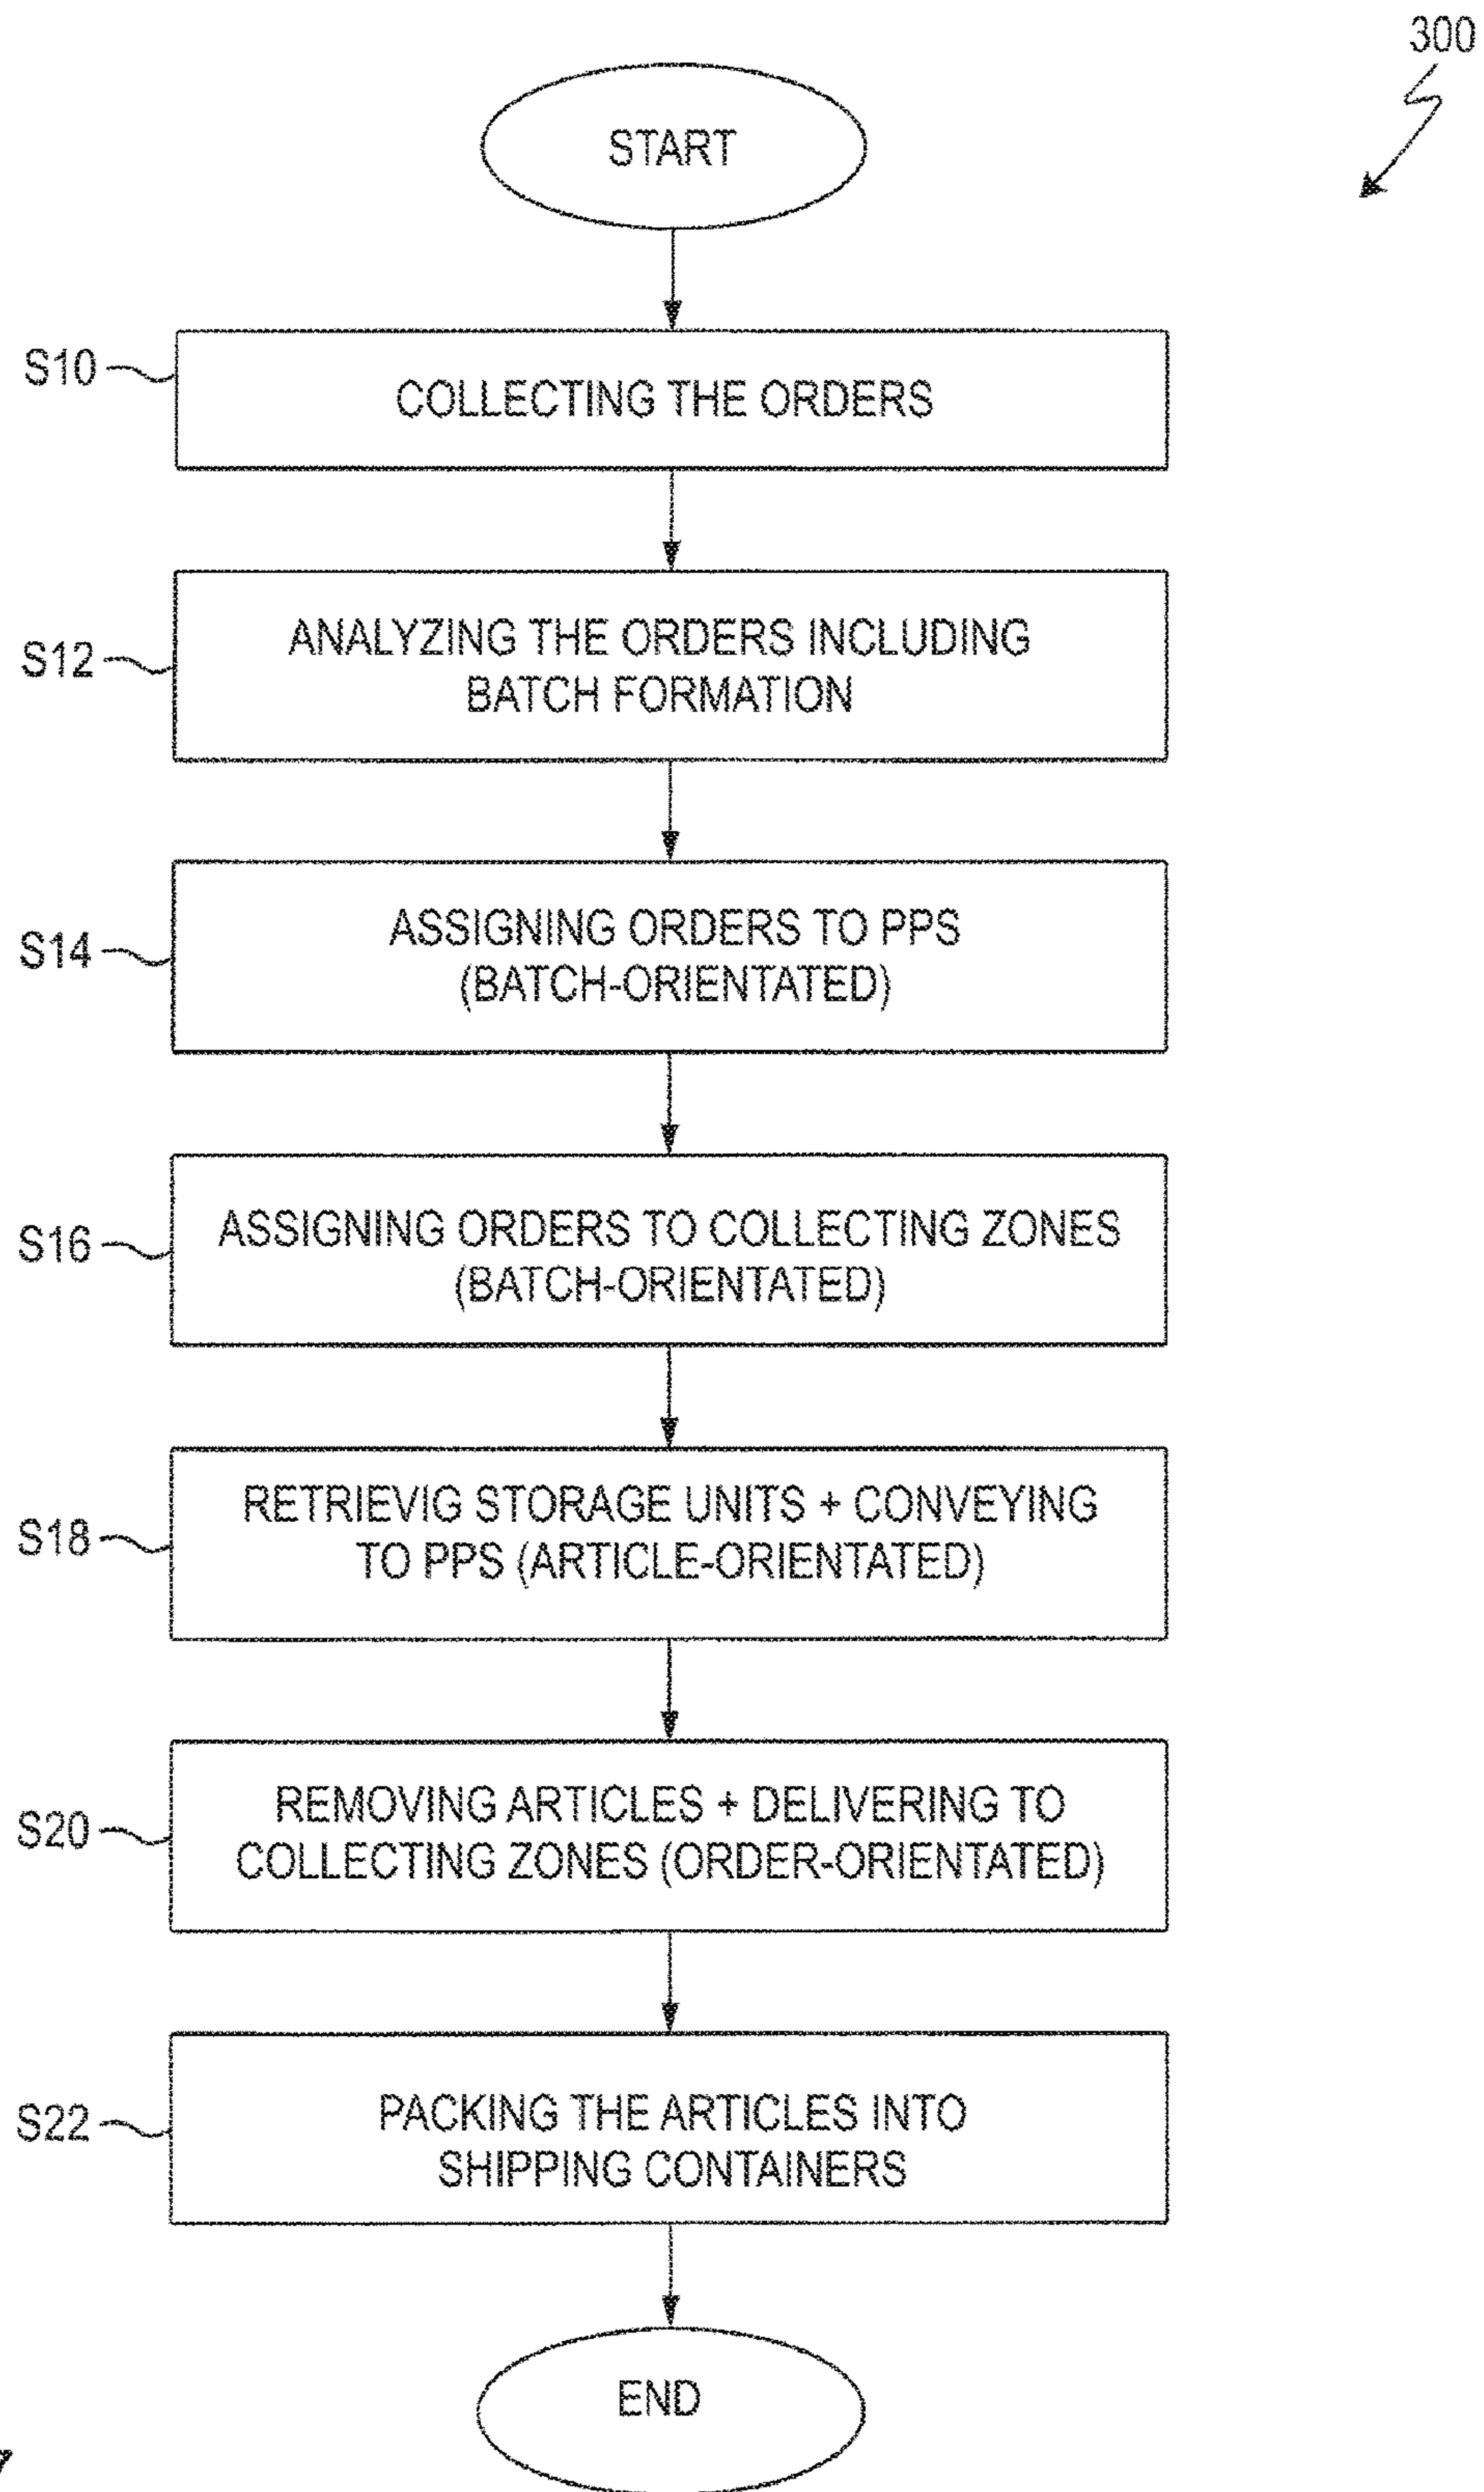 300
START
S10
COLLECTING THE ORDERS
S12
ANALYZING THE ORDERS INCLUDING
BATCH FORMATION
S14
ASSIGNING ORDERS TO PPS
(BATCH-ORIENTATED)
S16
ASSIGNING ORDERS TO COLLECTING ZONES
(BATCH-ORIENTATED)
S18
RETRIEVIG STORAGE UNITS + CONVEYING
TO PPS (ARTICLE-ORIENTATED)
S20
REMOVING ARTICLES + DELIVERING TO
COLLECTING ZONES (ORDER-ORIENTATED)
S22
PACKING THE ARTICLES INTO
SHIPPING CONTAINERS
END